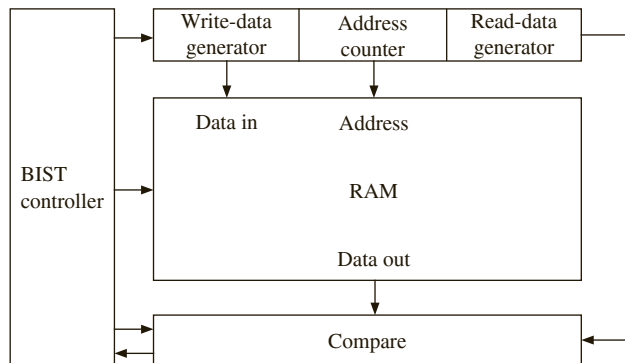 Write-data
generator
Address
counter
Read-data
generator
Data in
Address
BIST
controller
RAM
Data out
Compare